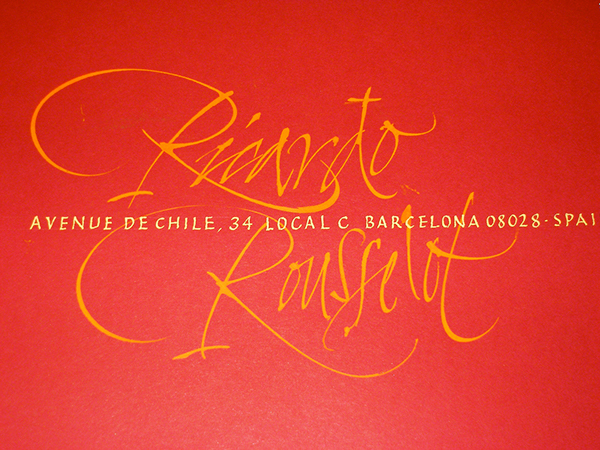 Ricardo
AVENUE DE CHILE, 34 LOCAL C BARCELONA 08028 - SPAI
Rousselot